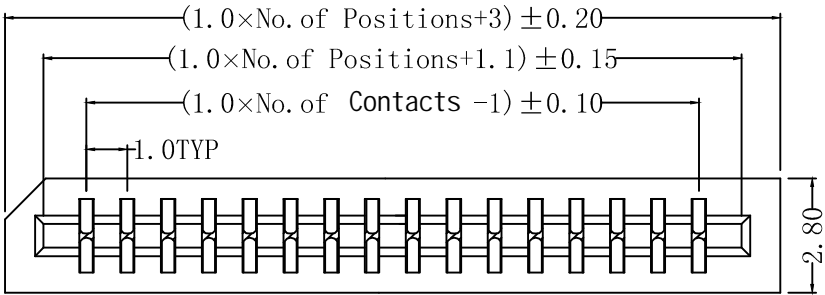 (1.0×No.of Positions+3)±0.20
(1.0×No.of Positions+1.1)±0.15
(1.0×No.of Contacts -1)±0.10
1.0TYP
2.80